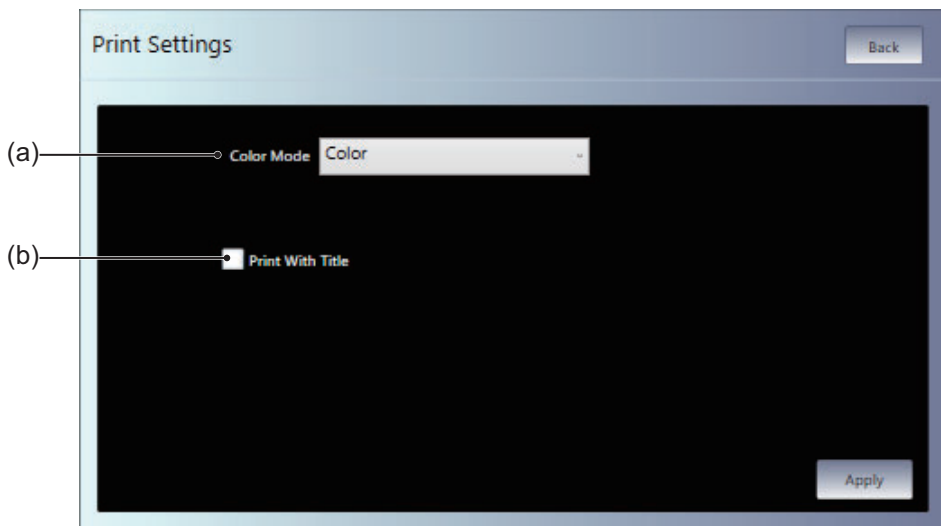 Print Settings
Back
(a)
Color Mode
Color
(b)
Print With Title
Apply